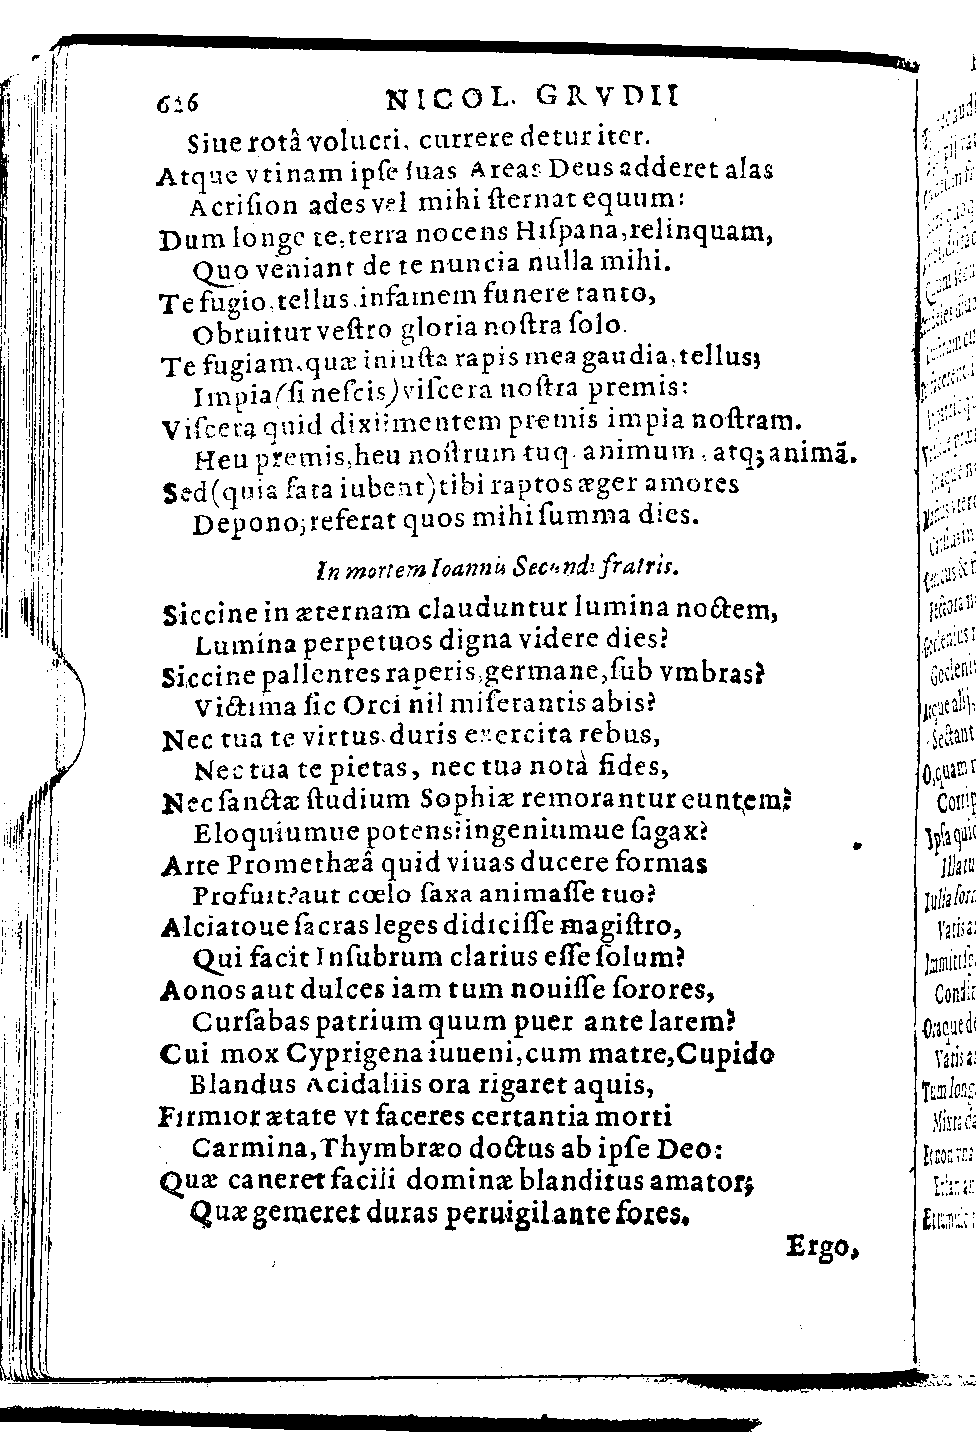 626 NICOL. GRVDII
Siue rotâ volucri, currere detur iter.
Atque vtinam ipſe ſuas Areas Deus adderet alas
Acriſion ades vel mihi ſternat equum:
Dum longe te, terra nocens Hiſpana, relinquam,
Quo veniant de te nuncia nulla mihi.
Te fugio, tellus, infamem funere tanto,
Obruitur veſtro gloria noſtra ſolo.
Te fugiam, quæ iniuſta rapis mea gaudia, tellus;
Impia (ſi neſcis) viſcera noſtra premis:
Viſcera quid dixi? mentem premis impia noſtram.
Heu premis, heu noſtrum tuq. animum, atq; animã.
Sed (quia fata iubent) tibi raptos æger amores
Depono; referat quos mihi ſumma dies.
In mortem Ioannis Secundi fratris.
Siccine in æternam clauduntur lumina noctem,
Lumina perpetuos digna videre dies?
Siccine pallentes raperis, germane, ſub vmbras?
Victima ſic Orci nil miſerantis abis?
Nec tua te virtus duris exercita rebus,
Nec tua te pietas, nec tua nota fides,
Nec ſanctæ ſtudium Sophiæ remorantur euntem?
Eloquiumue potens? ingeniumue ſagax?
Arte Promethæâ quid viuas ducere formas
Profuit? aut cœlo ſaxa animaſſe tuo?
Alciatoue ſacras leges didiciſſe magiſtro,
Qui facit Inſubrum clarius eſſe ſolum?
Aonos aut dulces iam tum nouiſſe ſorores,
Curſabas patrium quum puer ante larem?
Cui mox Cyprigena iuueni, cum matre, Cupido
Blandus Acidaliis ora rigaret aquis,
Firmior ætate vt faceres certantia morti
Carmina, Thymbræo doctus ab ipſe Deo:
Quæ caneret facili dominæ blanditus amator;
Quæ gemeret duras peruigil ante fores.
Ergo,